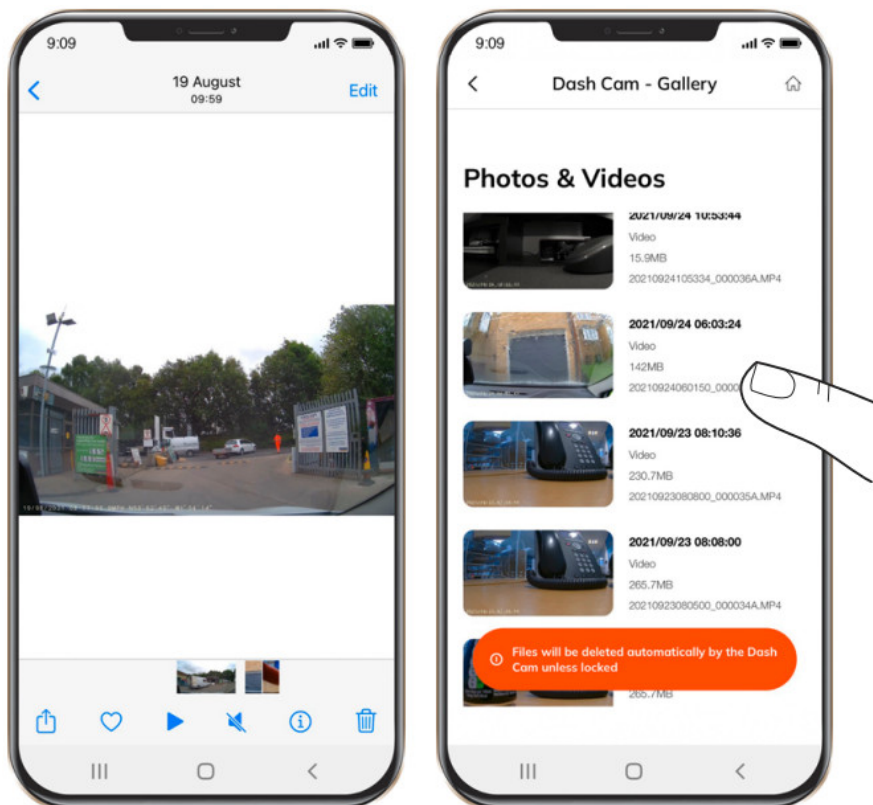 9:09
19 August
09:59
Edit
9:09
Dash Cam - Gallery
Photos & Videos
2021/09/24 10:53:44
Video
15.9MB
20210924105334_000036A.MP4
2021/09/24 06:03:24
Video
142MB
20210924060150_0000
2021/09/23 08:10:36
Video
230.7MB
20210923080800_000035A.MP4
2021/09/23 08:08:00
Video
265.7MB
20210923080500_000034A.MP4
Files will be deleted automatically by the Dash
Cam unless locked
265.7MB